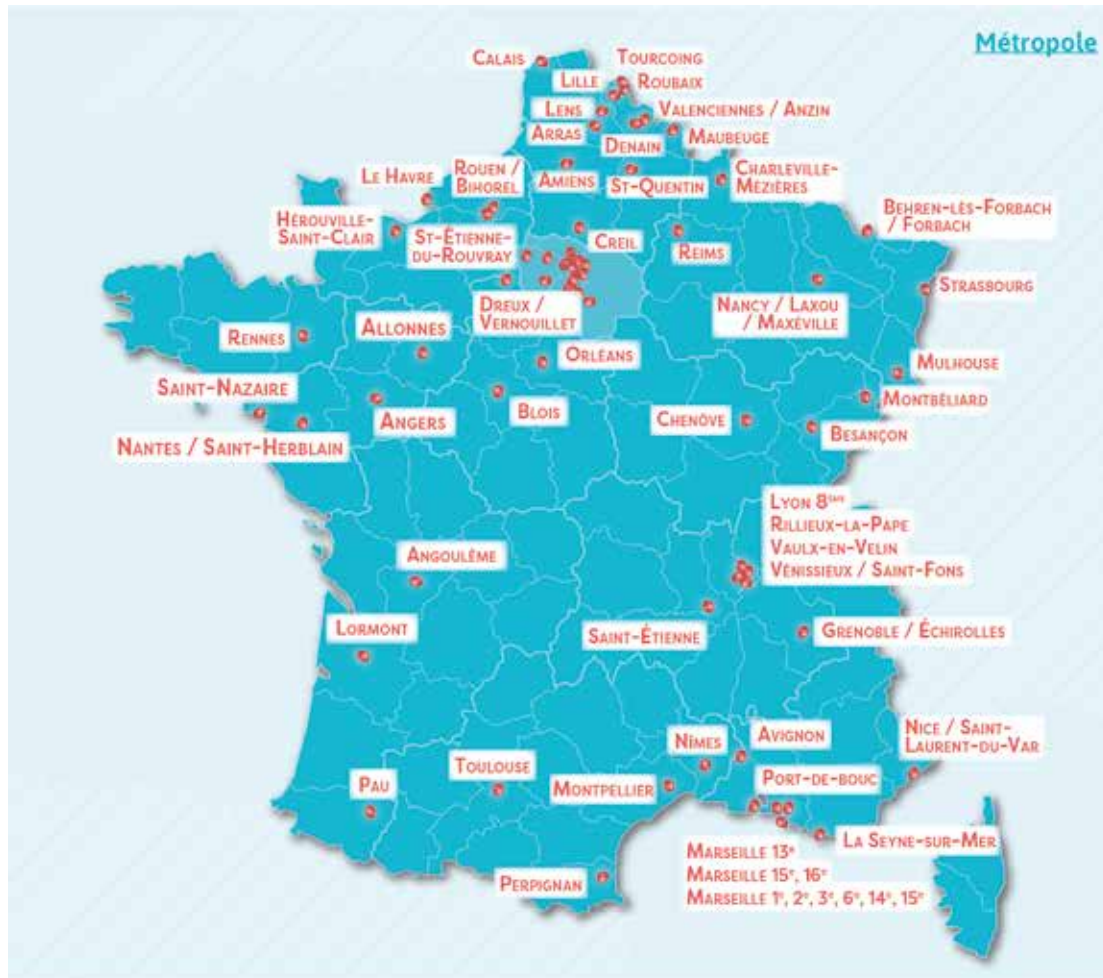 Métropole
Calais
Tourcoing
Lille
Roubaix
Lens
Valenciennes / Anzin
Arras
Denain
Maubeuge
Le Havre
Rouen /
Bihorel
Amiens
St-Quentin
Charleville-
Mézières
Hérouville-
Saint-Clair
St-Étienne-
du-Rouvray
Creil
Reims
Behren-lès-Forbach
/ Forbach
Dreux /
Vernouillet
Nancy / Laxou
/ Maxéville
Strasbourg
Rennes
Allonnes
Orléans
Mulhouse
Saint-Nazaire
Angers
Blois
Chenôve
Montbéliard
Besançon
Nantes / Saint-Herblain
Lyon 8ème
Rillieux-la-Pape
Vaulx-en-Velin
Vénissieux / Saint-Fons
Angoulême
Lormont
Saint-Étienne
Grenoble / Échirolles
Nîmes
Avignon
Nice / Saint-
Laurent-du-Var
Pau
Toulouse
Montpellier
Port-de-bouc
La Seyne-sur-Mer
Perpignan
Marseille 13e
Marseille 15e, 16e
Marseille 1e, 2e, 3e, 6e, 14e, 15e